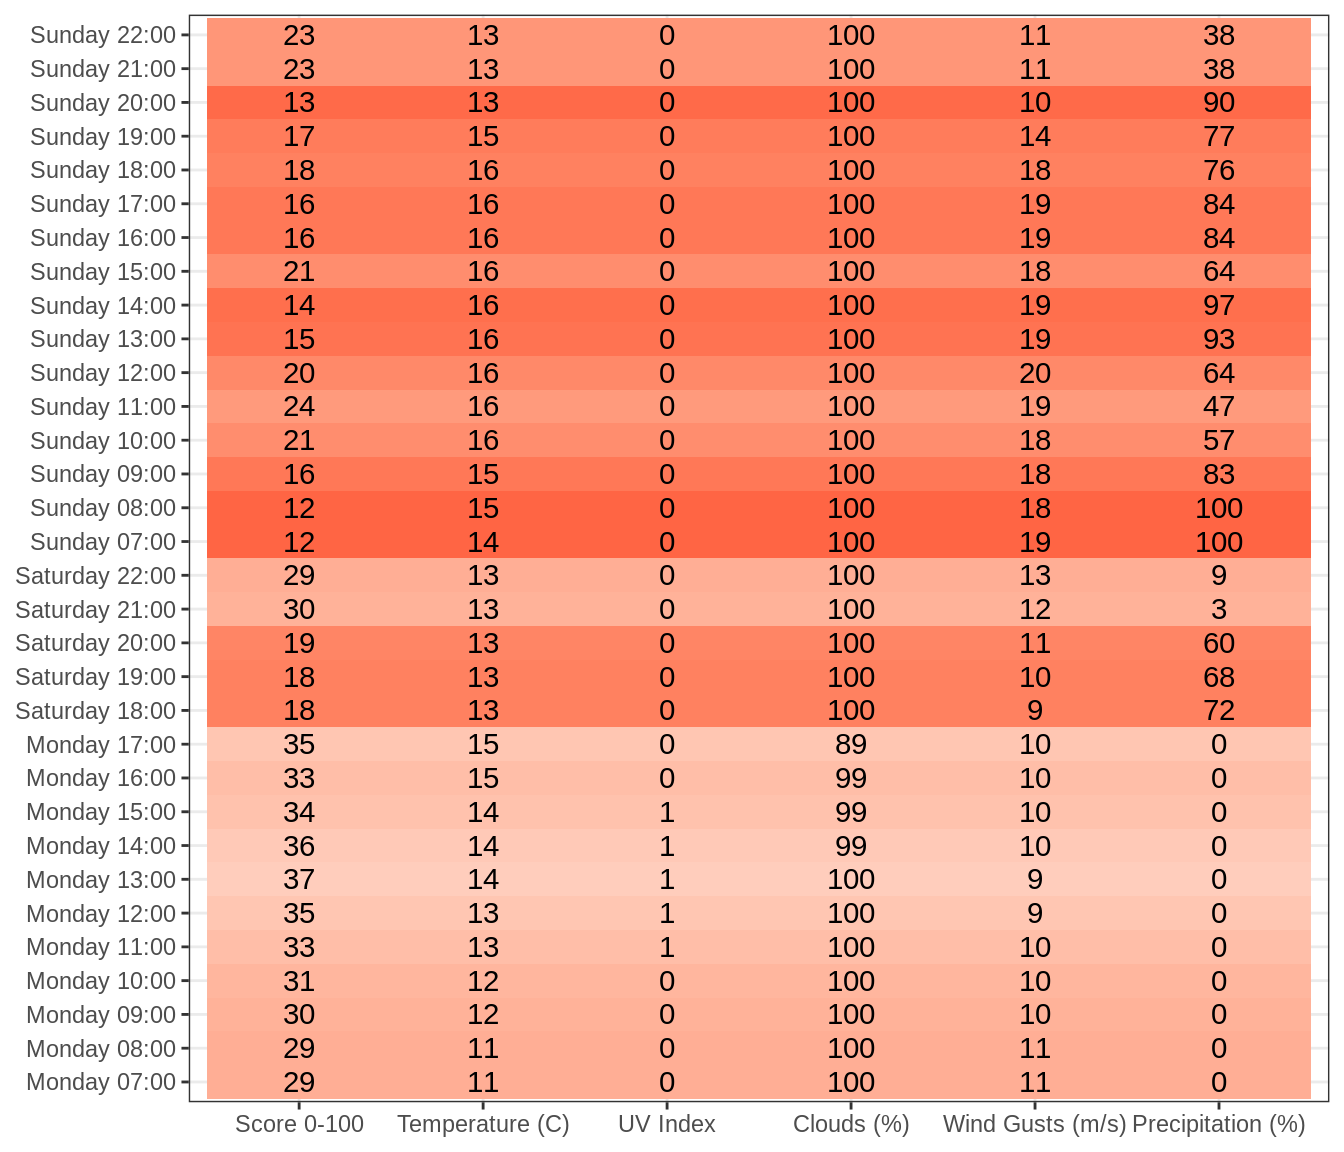 Sunday 22:00 23 13 0 100 11 38
Sunday 21:00 23 13 0 100 11 38
Sunday 20:00 13 13 0 100 10 90
Sunday 19:00 17 15 0 100 14 77
Sunday 18:00 18 16 0 100 18 76
Sunday 17:00 16 16 0 100 19 84
Sunday 16:00 16 16 0 100 19 84
Sunday 15:00 21 16 0 100 18 64
Sunday 14:00 14 16 0 100 19 97
Sunday 13:00 15 16 0 100 19 93
Sunday 12:00 20 16 0 100 20 64
Sunday 11:00 24 16 0 100 19 47
Sunday 10:00 21 16 0 100 18 57
Sunday 09:00 16 15 0 100 18 83
Sunday 08:00 12 15 0 100 18 100
Sunday 07:00 12 14 0 100 19 100
Saturday 22:00 29 13 0 100 13 9
Saturday 21:00 30 13 0 100 12 3
Saturday 20:00 19 13 0 100 11 60
Saturday 19:00 18 13 0 100 10 68
Saturday 18:00 18 13 0 100 9 72
Monday 17:00 35 15 0 89 10 0
Monday 16:00 33 15 0 99 10 0
Monday 15:00 34 14 1 99 10 0
Monday 14:00 36 14 1 99 10 0
Monday 13:00 37 14 1 100 9 0
Monday 12:00 35 13 1 100 9 0
Monday 11:00 33 13 1 100 10 0
Monday 10:00 31 12 0 100 10 0
Monday 09:00 30 12 0 100 10 0
Monday 08:00 29 11 0 100 11 0
Monday 07:00 29 11 0 100 11 0
Score 0-100 Temperature (C) UV Index Clouds (%) Wind Gusts (m/s) Precipitation (%)